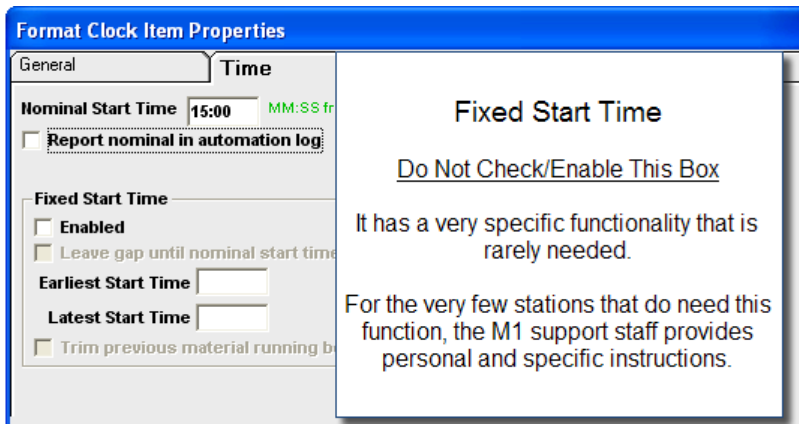 Format Clock Item Properties
General
Time
Nominal Start Time 15:00 MM:SS fr
Report nominal in automation log
Fixed Start Time
Enabled
Leave gap until nominal start time
Earliest Start Time
Latest Start Time
Trim previous material running be
Fixed Start Time
Do Not Check/Enable This Box
It has a very specific functionality that is
rarely needed.
For the very few stations that do need this
function, the M1 support staff provides
personal and specific instructions.